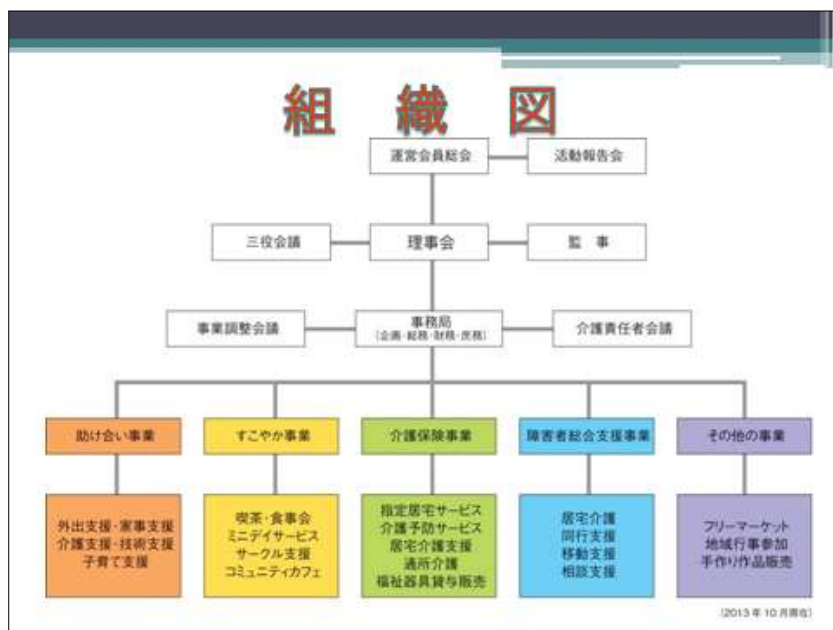 組 織 図
運営会員総会
活動報告会
三役会議
理事会
監 事
事業調整会議
事務局
(企画・総務・財務・庶務)
介護責任者会議
助け合い事業
すこやか事業
介護保険事業
障害者総会支援事業
その他の事業
外出支援・家事支援
介護支援・技術支援
子育て支援
喫茶・食事会
ミニデイサービス
サークル支援
コミュニティカフェ
指定居宅サービス
介護予防サービス
居宅介護支援
通所介護
福祉器具貸与販売
居宅介護
同行支援
移動支援
相談支援
フリーマーケット
地域行事参加
手作り作品販売
(2013年10月現在)